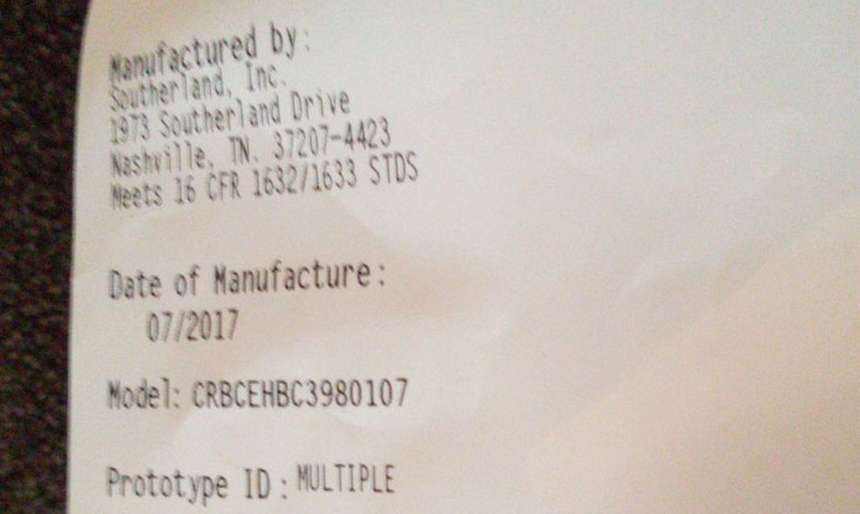 Manufactured by:
Southerland, Inc.
1973 Southerland Drive
Nashville, TN. 37207-4423
Meets 16 CFR 1632/1633 STDS
Date of Manufacture:
07/2017
Model: CRBCEHBC3980107
Prototype ID: MULTIPLE